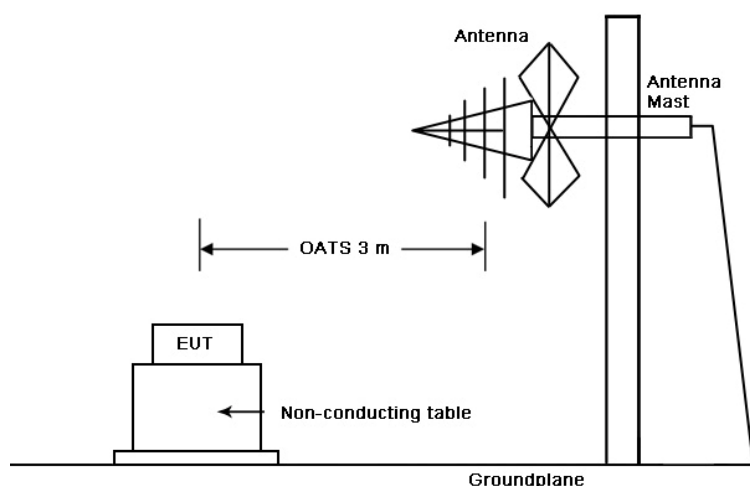 Antenna
Antenna
Mast
OATS 3 m
EUT
Non-conducting table
Groundplane